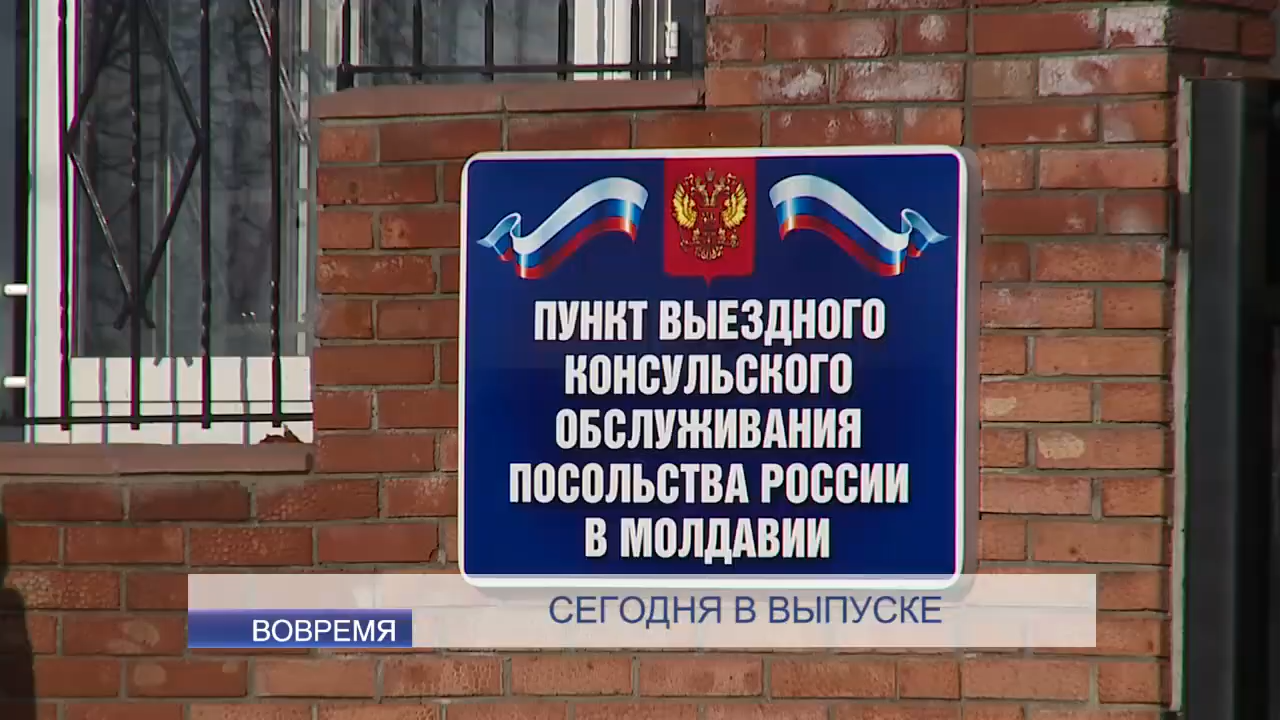 ПУНКТ ВЫЕЗДНОГО
КОНСУЛЬСКОГО
ОБСЛУЖИВАНИЯ
ПОСОЛЬСТВА РОССИИ
В МОЛДАВИИ
СЕГОДНЯ В ВЫПУСКЕ
ВОВРЕМЯ